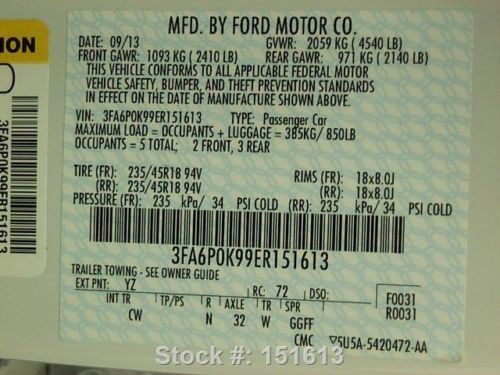 MFD. BY FORD MOTOR CO.
DATE: 09/13 GVWR: 2059 KG ( 4540 LB)
FRONT GAWR: 1093 KG ( 2410 LB) REAR GAWR: 971 KG ( 2140 LB)
THIS VEHICLE CONFORMS TO ALL APPLICABLE FEDERAL MOTOR
VEHICLE SAFETY, BUMPER, AND THEFT PREVENTION STANDARDS
IN EFFECT ON THE DATE OF MANUFACTURE SHOWN ABOVE.
VIN: 3FA6P0K99ER151613 TYPE: Passenger Car
MAXIMUM LOAD = OCCUPANTS + LUGGAGE = 385KG/ 850LB
OCCUPANTS = 5 TOTAL; 2 FRONT, 3 REAR
TIRE (FR): 235/45R18 94V RIMS (FR): 18x8.0J
(RR): 235/45R18 94V (RR): 18x8.0J
PRESSURE (FR): 235 kPa/ 34 PSI COLD (RR): 235 kPa/ 34 PSI COLD
3FA6P0K99ER151613
TRAILER TOWING - SEE OWNER GUIDE
EXT PNT: YZ RC: 72 DSO: F0031
INT TR TP/PS R AXLE TR SPR R0031
CW N 32 W GGFF
CMC ▽5U5A-5420472-AA
ION
3FA6P0K99ER151613
Stock #: 151613